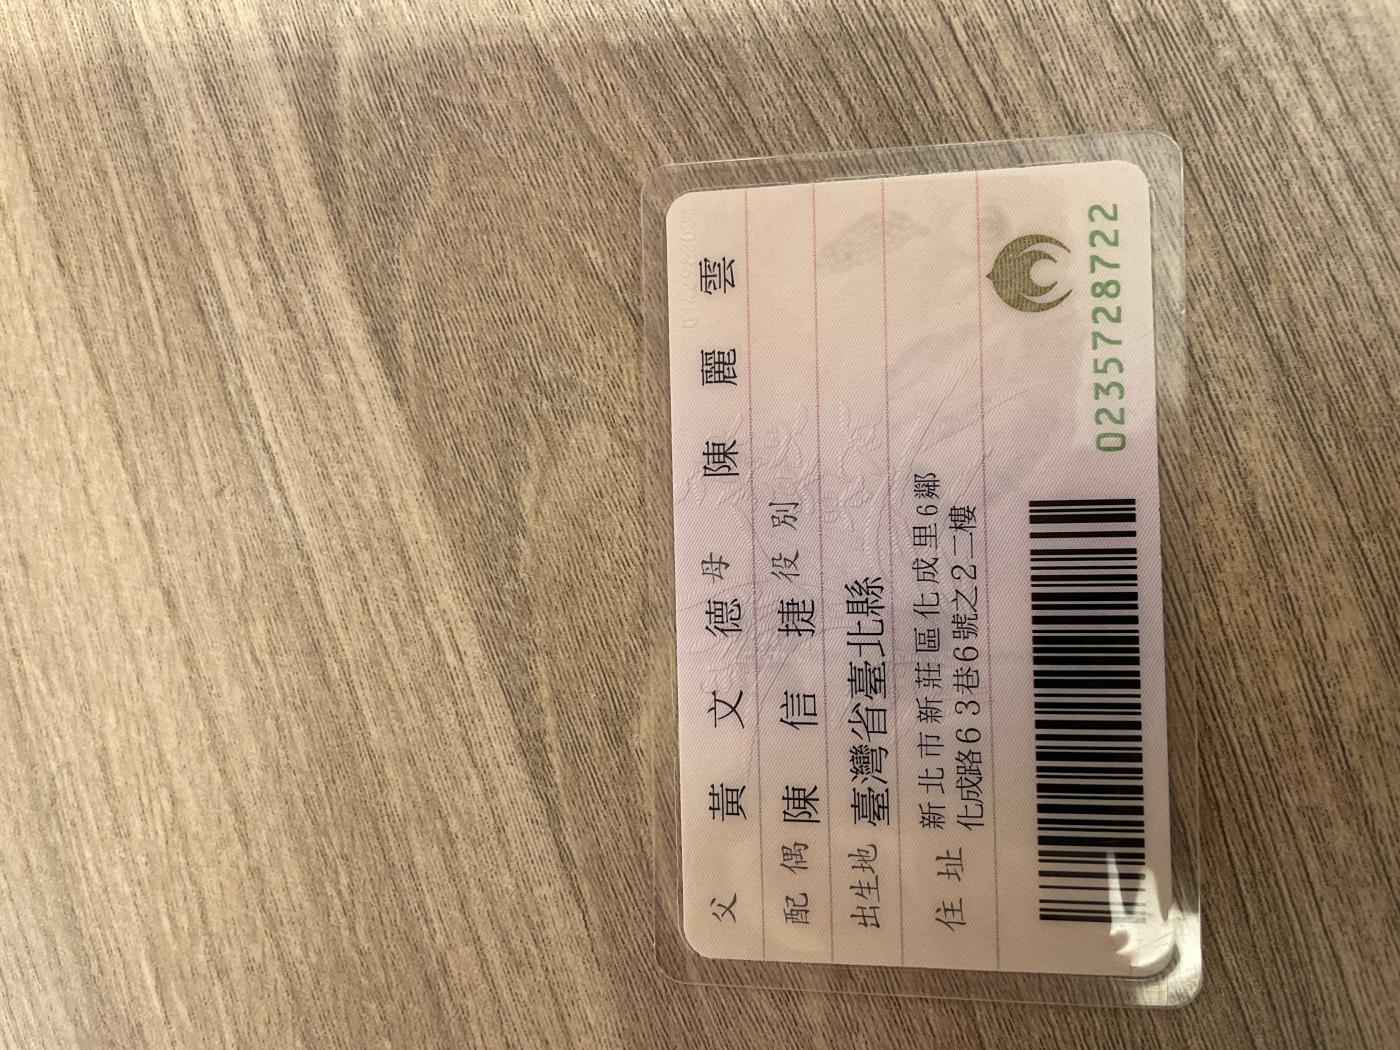 父 黃文德 母 陳麗雲
配偶 陳信捷 役別
出生地 臺灣省臺北縣
住址 新北市新莊區化成里6鄰
化成路63巷6號之2二樓
0235728722